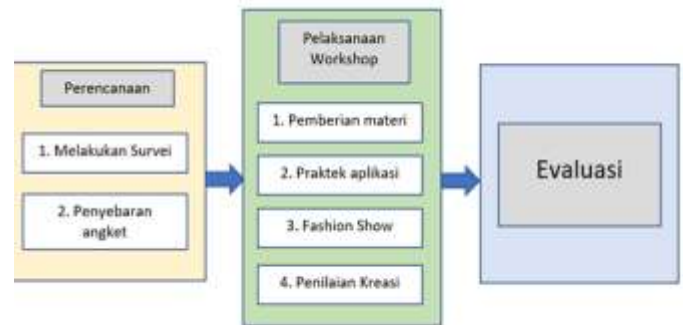 Perencanaan
1. Melakukan Survei
2. Penyebaran
angket
Pelaksanaan
Workshop
1. Pemberian materi
2. Praktek aplikasi
3. Fashion Show
4. Penilaian Kreasi
Evaluasi